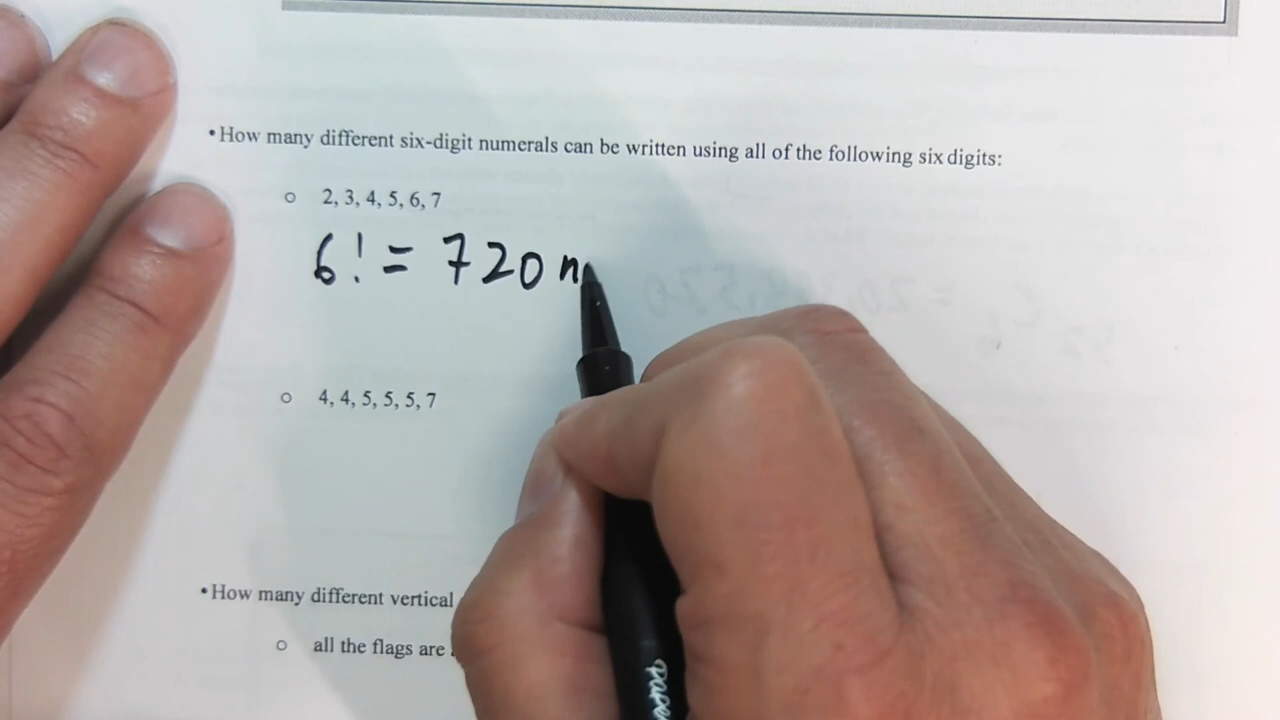 •How many different six-digit numerals can be written using all of the following six digits:
o 2, 3, 4, 5, 6, 7
6! = 720 n
o 4, 4, 5, 5, 5, 7
•How many different vertical
o all the flags are